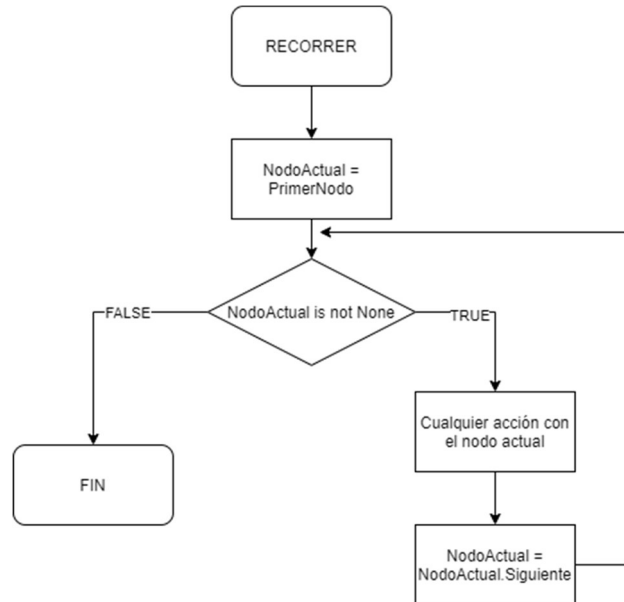 RECORRER
NodoActual =
PrimerNodo
NodoActual is not None
FALSE
TRUE
Cualquier acción con
el nodo actual
FIN
NodoActual =
NodoActual.Siguiente